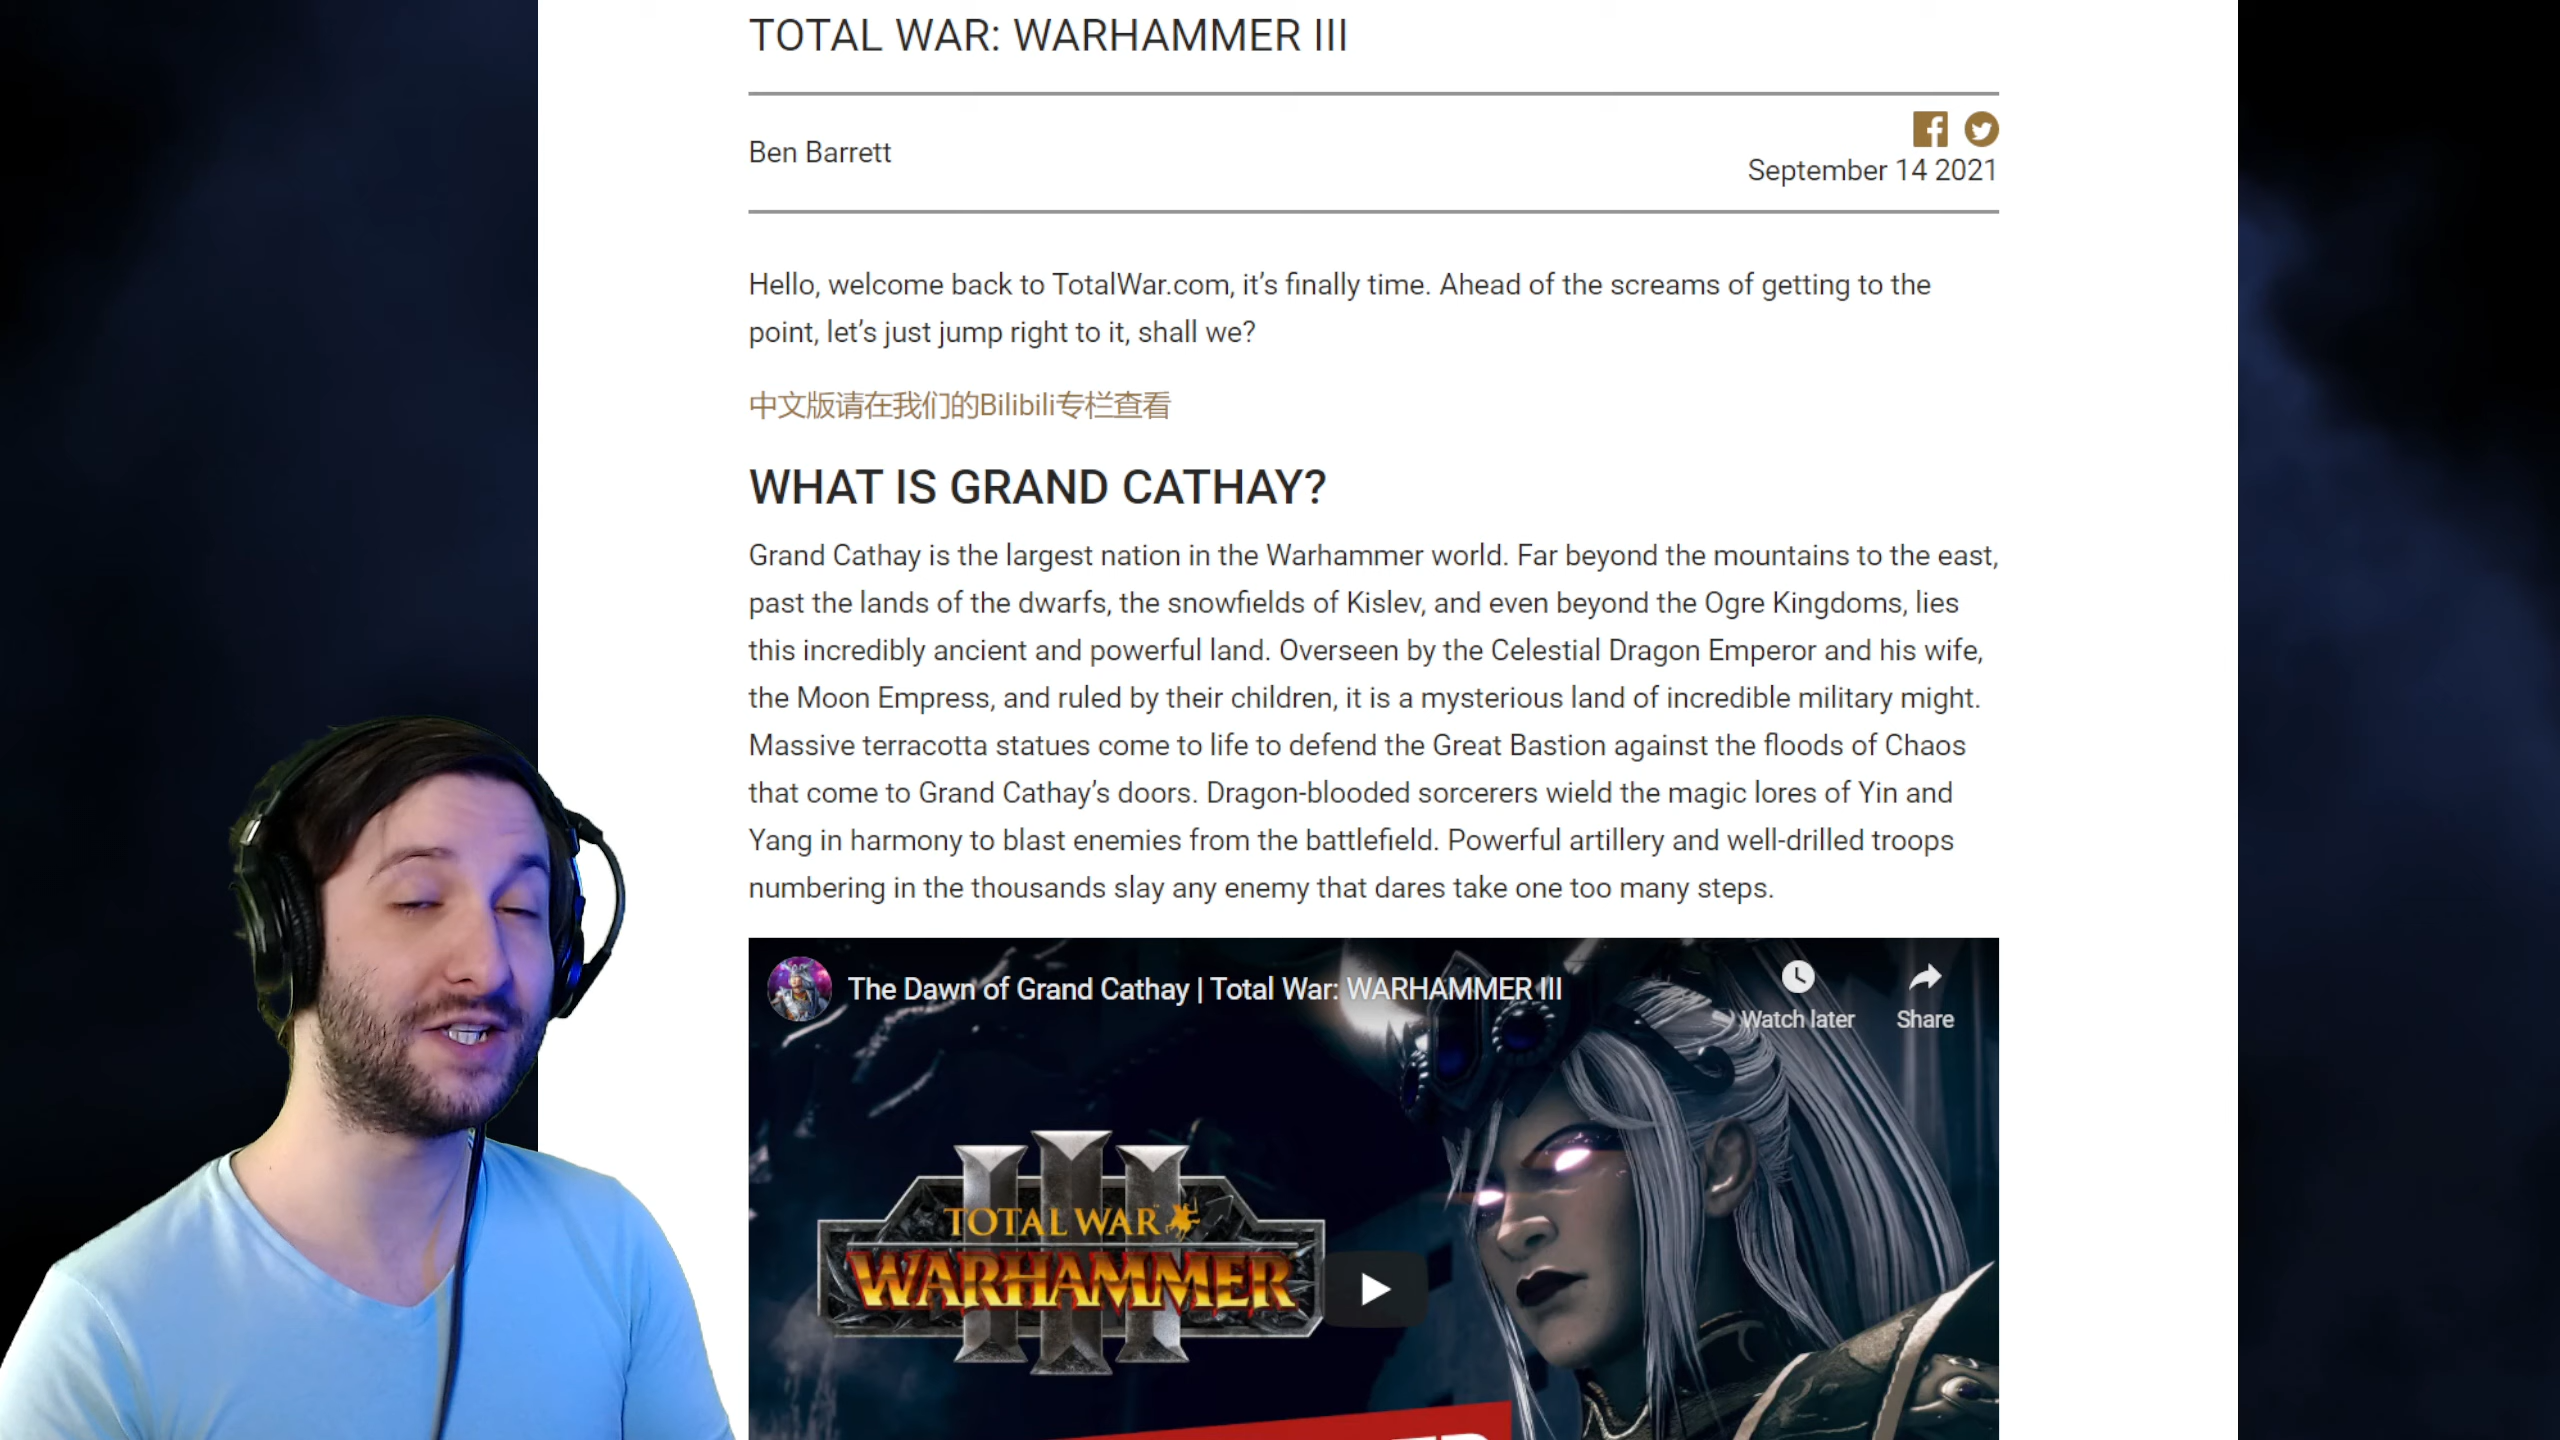 TOTAL WAR: WARHAMMER III
Ben Barrett
September 14 2021
Hello, welcome back to TotalWar.com, it's finally time. Ahead of the screams of getting to the
point, let's just jump right to it, shall we?
中文版请在我们的Bilibili专栏查看
WHAT IS GRAND CATHAY?
Grand Cathay is the largest nation in the Warhammer world. Far beyond the mountains to the east,
past the lands of the dwarfs, the snowfields of Kislev, and even beyond the Ogre Kingdoms, lies
this incredibly ancient and powerful land. Overseen by the Celestial Dragon Emperor and his wife,
the Moon Empress, and ruled by their children, it is a mysterious land of incredible military might.
Massive terracotta statues come to life to defend the Great Bastion against the floods of Chaos
that come to Grand Cathay's doors. Dragon-blooded sorcerers wield the magic lores of Yin and
Yang in harmony to blast enemies from the battlefield. Powerful artillery and well-drilled troops
numbering in the thousands slay any enemy that dares take one too many steps.
The Dawn of Grand Cathay | Total War: WARHAMMER III
Watch later
Share
III
TOTAL WAR
WARHAMMER